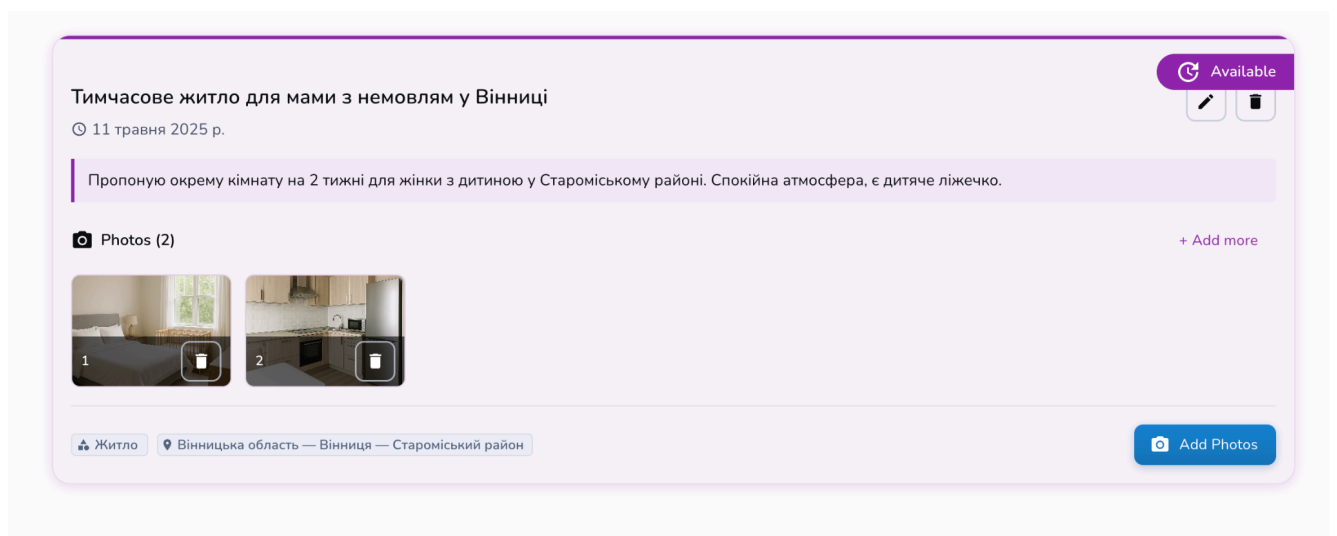 Available
Тимчасове житло для мами з немовлям у Вінниці
11 травня 2025 р.
Пропоную окрему кімнату на 2 тижні для жінки з дитиною у Староміському районі. Спокійна атмосфера, є дитяче ліжечко.
Photos (2)
+ Add more
1
2
Житло
Вінницька область — Вінниця — Староміський район
Add Photos